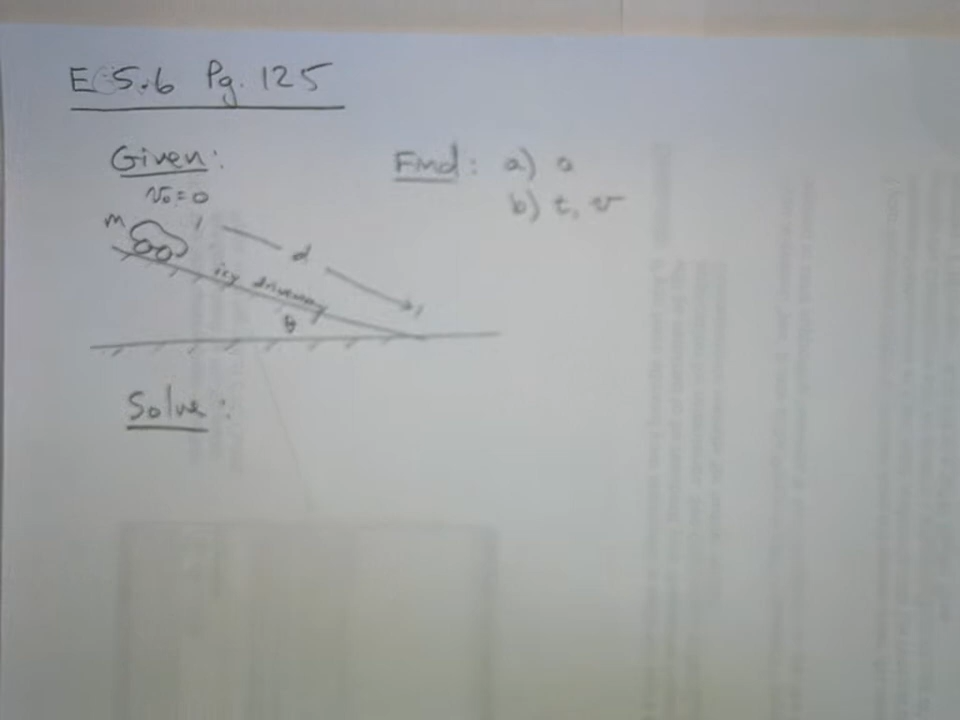 E 5.6 Pg. 125
Given:
v₀=0
m
d
icy driveway
θ
Find: a) a
b) t, v
Solve: